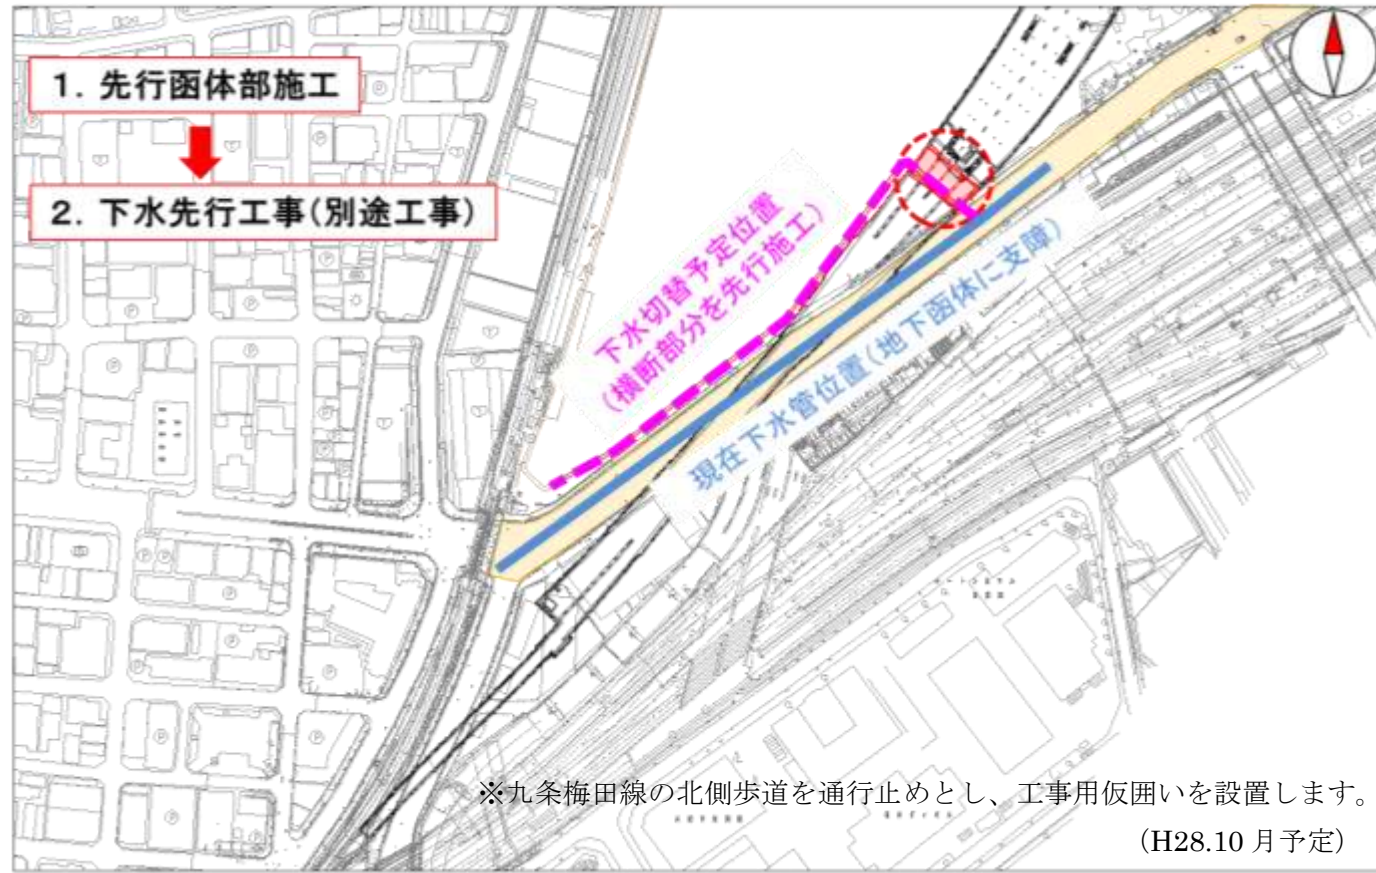 1. 先行函体部施工
2. 下水先行工事(別途工事)
下水切替予定位置
(横断部分を先行施工)
現在下水管位置(地下函体に支障)
※九条梅田線の北側歩道を通行止めとし、工事用仮囲いを設置します。
(H28.10 月予定)